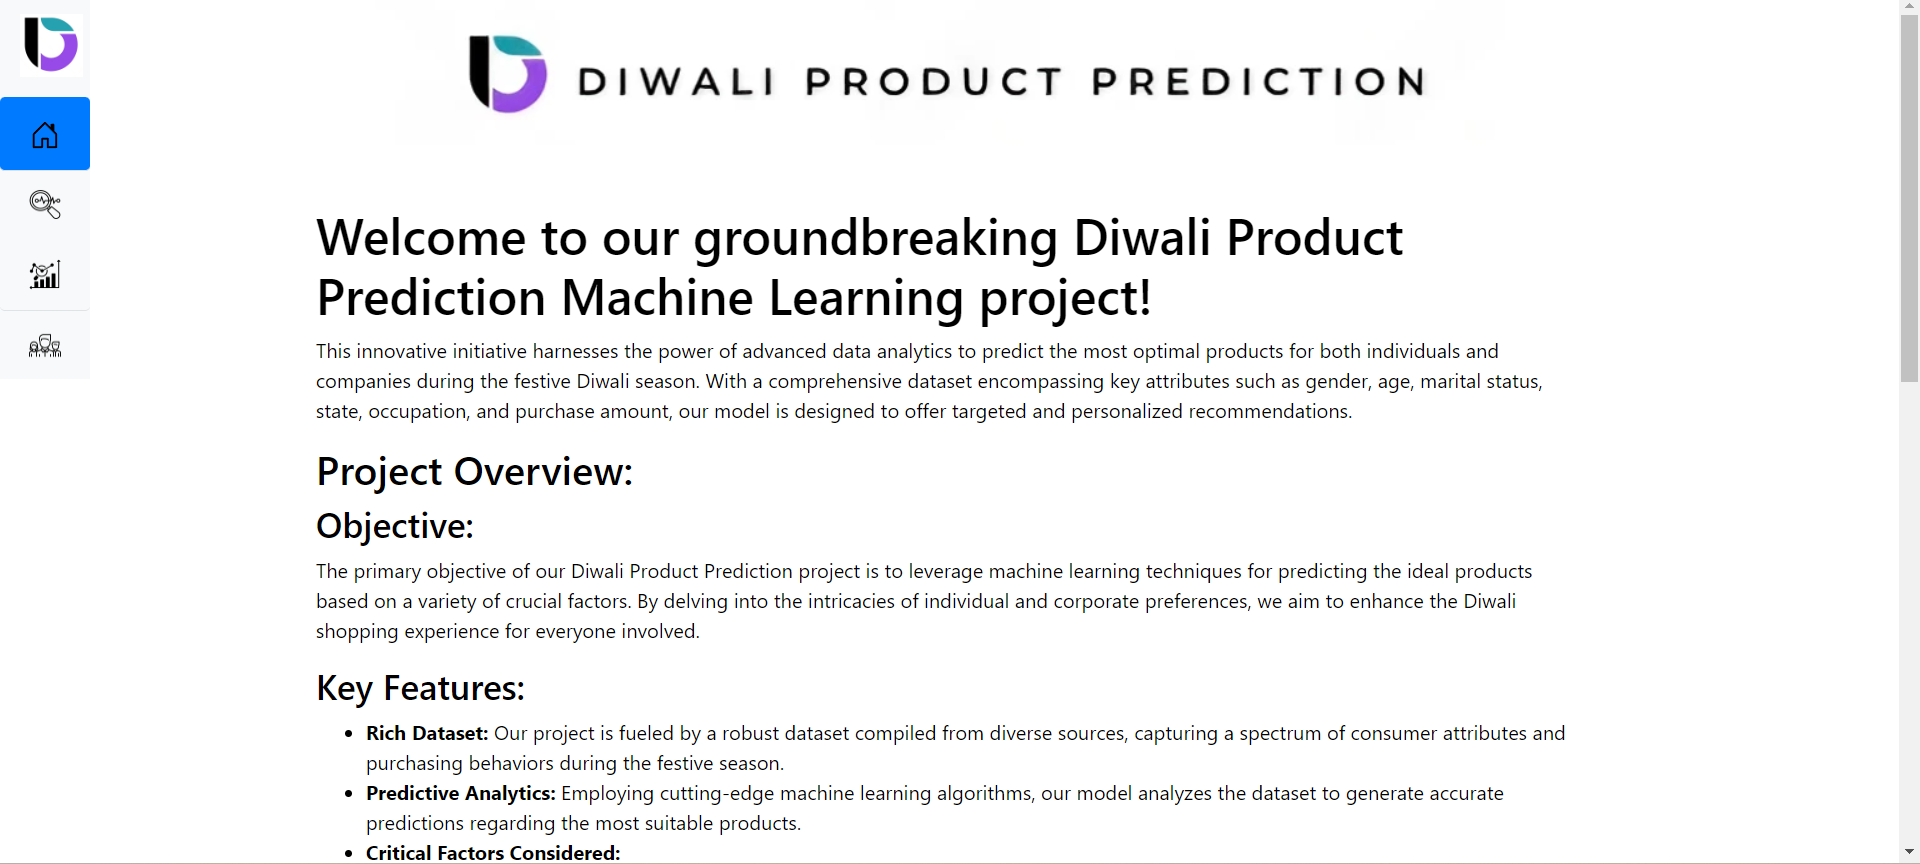 DIWALI PRODUCT PREDICTION
Welcome to our groundbreaking Diwali Product
Prediction Machine Learning project!
This innovative initiative harnesses the power of advanced data analytics to predict the most optimal products for both individuals and
companies during the festive Diwali season. With a comprehensive dataset encompassing key attributes such as gender, age, marital status,
state, occupation, and purchase amount, our model is designed to offer targeted and personalized recommendations.
Project Overview:
Objective:
The primary objective of our Diwali Product Prediction project is to leverage machine learning techniques for predicting the ideal products
based on a variety of crucial factors. By delving into the intricacies of individual and corporate preferences, we aim to enhance the Diwali
shopping experience for everyone involved.
Key Features:
• Rich Dataset: Our project is fueled by a robust dataset compiled from diverse sources, capturing a spectrum of consumer attributes and
purchasing behaviors during the festive season.
• Predictive Analytics: Employing cutting-edge machine learning algorithms, our model analyzes the dataset to generate accurate
predictions regarding the most suitable products.
• Critical Factors Considered: